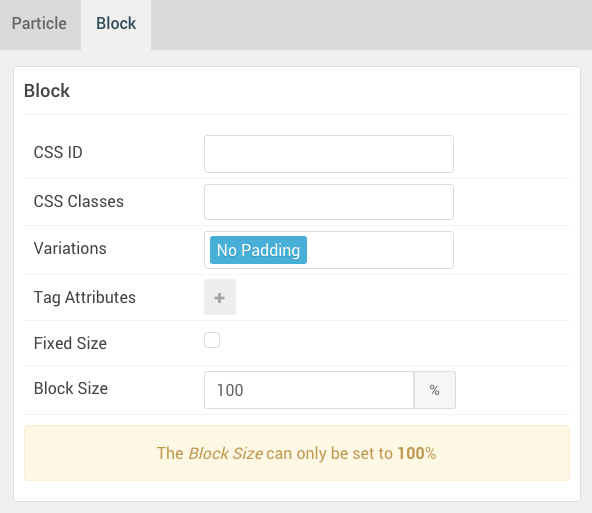 Particle Block
Block
CSS ID
CSS Classes
Variations No Padding
Tag Attributes +
Fixed Size
Block Size 100 %
The Block Size can only be set to 100%